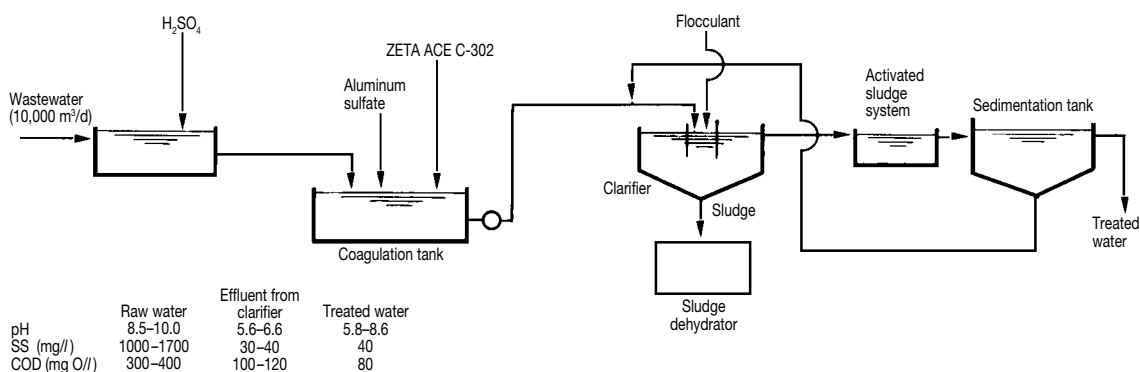 H₂SO₄
Flocculant
ZETA ACE C-302
Aluminum
sulfate
Activated
sludge
system
Sedimentation tank
Wastewater
(10,000 m³/d)
Clarifier
Sludge
Treated
water
Coagulation tank
Sludge
dehydrator
Raw water Effluent from clarifier Treated water
pH 8.5–10.0 5.6–6.6 5.8–8.6
SS (mg/l) 1000–1700 30–40 40
COD (mg O/l) 300–400 100–120 80